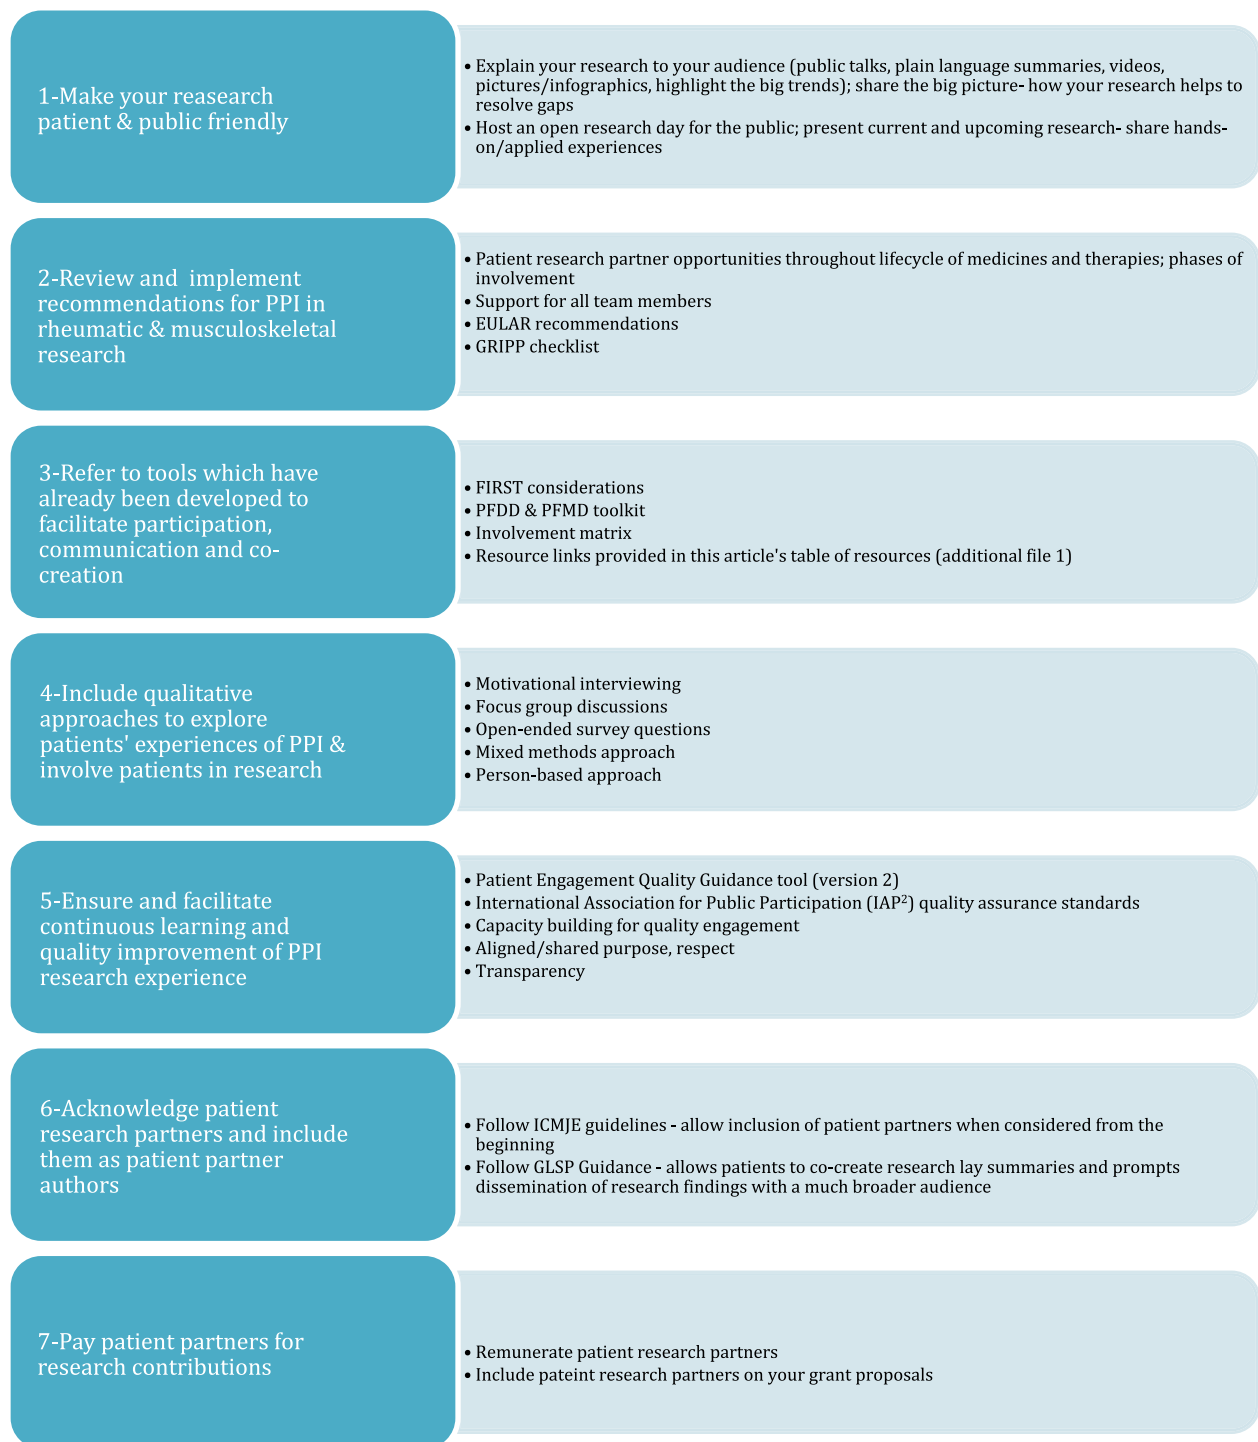 1-Make your reasearch
patient & public friendly
• Explain your research to your audience (public talks, plain language summaries, videos,
pictures/infographics, highlight the big trends); share the big picture- how your research helps to
resolve gaps
• Host an open research day for the public; present current and upcoming research- share hands-
on/applied experiences
2-Review and  implement
recommendations for PPI in
rheumatic & musculoskeletal
research
• Patient research partner opportunities throughout lifecycle of medicines and therapies; phases of
involvement
• Support for all team members
• EULAR recommendations
• GRIPP checklist
3-Refer to tools which have
already been developed to
facilitate participation,
communication and co-
creation
• FIRST considerations
• PFDD & PFMD toolkit
• Involvement matrix
• Resource links provided in this article's table of resources (additional file 1)
4-Include qualitative
approaches to explore
patients' experiences of PPI &
involve patients in research
• Motivational interviewing
• Focus group discussions
• Open-ended survey questions
• Mixed methods approach
• Person-based approach
5-Ensure and facilitate
continuous learning and
quality improvement of PPI
research experience
• Patient Engagement Quality Guidance tool (version 2)
• International Association for Public Participation (IAP²) quality assurance standards
• Capacity building for quality engagement
• Aligned/shared purpose, respect
• Transparency
6-Acknowledge patient
research partners and include
them as patient partner
authors
• Follow ICMJE guidelines - allow inclusion of patient partners when considered from the
beginning
• Follow GLSP Guidance - allows patients to co-create research lay summaries and prompts
dissemination of research findings with a much broader audience
7-Pay patient partners for
research contributions
• Remunerate patient research partners
• Include pateint research partners on your grant proposals